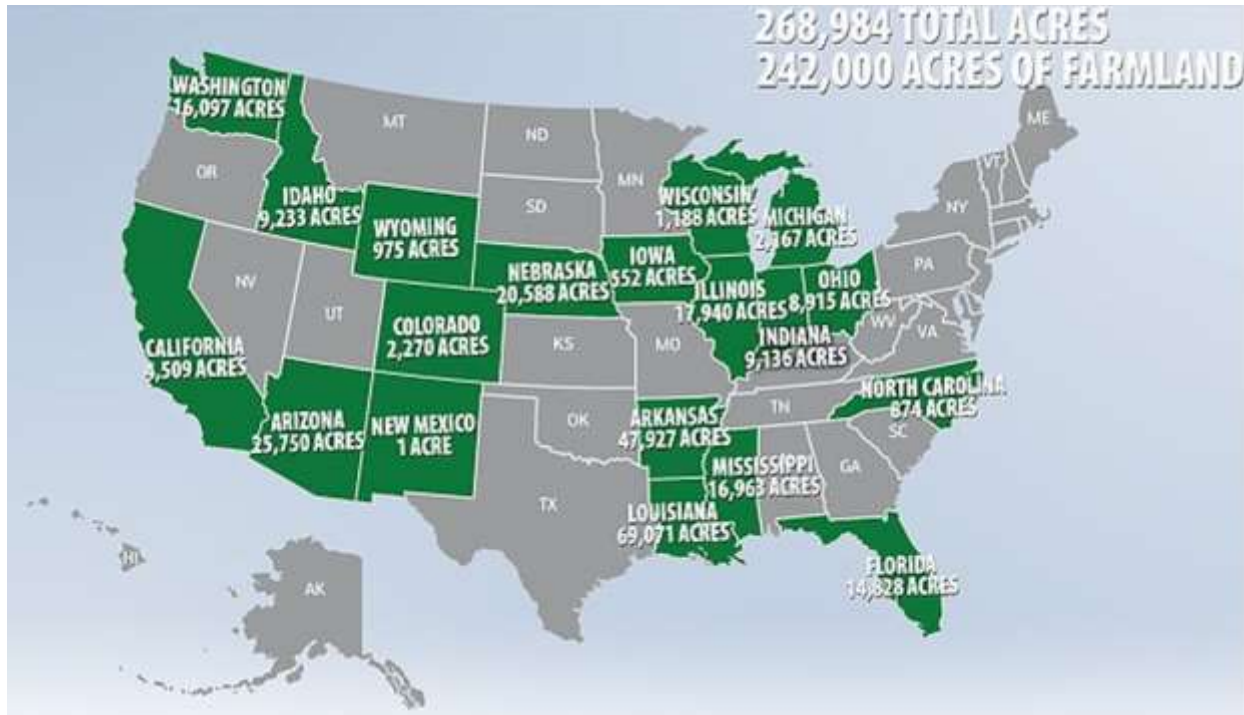 268,984 TOTAL ACRES
242,000 ACRES OF FARMLAND
WASHINGTON
16,097 ACRES
MT
ND
ME
OR
IDAHO
9,233 ACRES
WYOMING
975 ACRES
SD
MN
WISCONSIN
1,188 ACRES
MICHIGAN
2,167 ACRES
VT
NY
PA
NV
UT
COLORADO
2,270 ACRES
NEBRASKA
20,588 ACRES
IOWA
552 ACRES
ILLINOIS
17,940 ACRES
OHIO
8,915 ACRES
INDIANA
9,136 ACRES
WV
VA
KS
MO
CALIFORNIA
ACRES
ARIZONA
25,750 ACRES
NEW MEXICO
1 ACRE
OK
ARKANSAS
47,927 ACRES
TN
NORTH CAROLINA
874 ACRES
SC
MISSISSIPPI
16,963 ACRES
GA
TX
LOUISIANA
69,071 ACRES
FLORIDA
14,828 ACRES
HI
AK